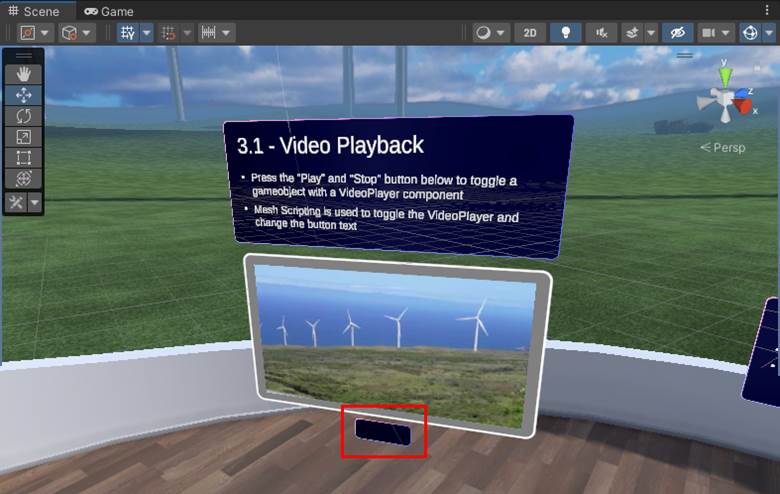 Scene Game
2D
y
z
x
Persp
3.1 - Video Playback
• Press the "Play" and "Stop" button below to toggle a
gameobject with a VideoPlayer component
• Mesh Scripting is used to toggle the VideoPlayer and
change the button text